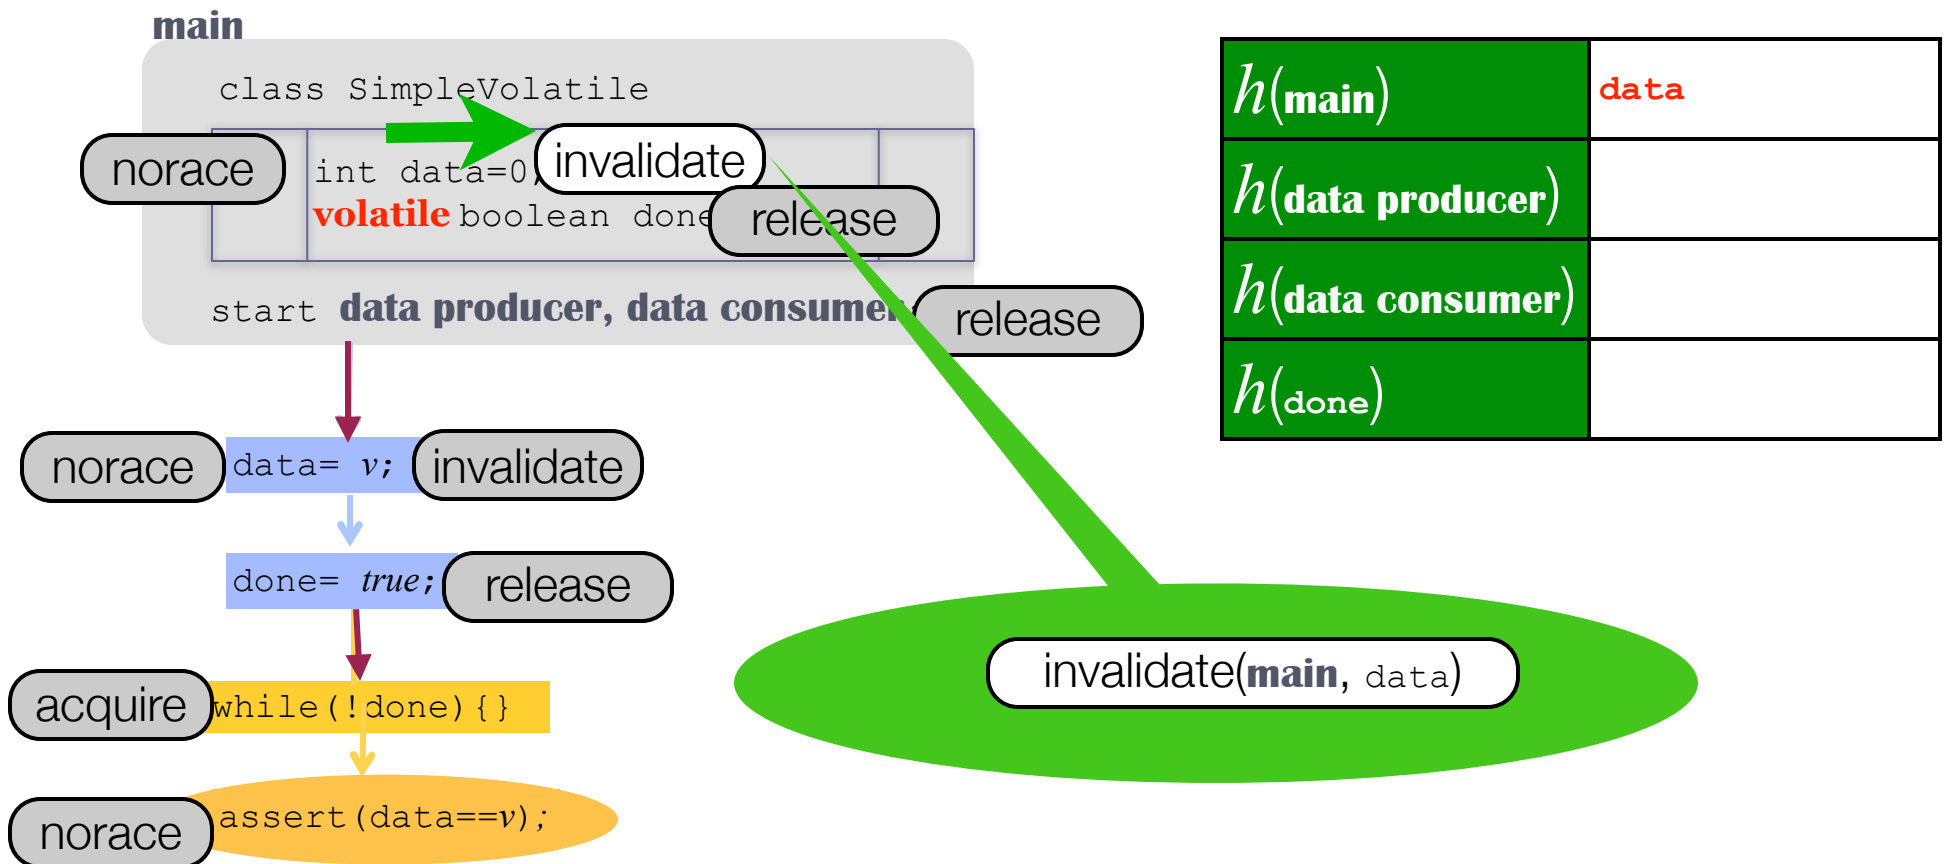 main
class SimpleVolatile
norace
int data=0;
invalidate
volatile boolean done
release
start data producer, data consumer
release
norace
data= v;
invalidate
done= true;
release
acquire
while(!done){}
norace
assert(data==v);
h(main)
data
h(data producer)
h(data consumer)
h(done)
invalidate(main, data)